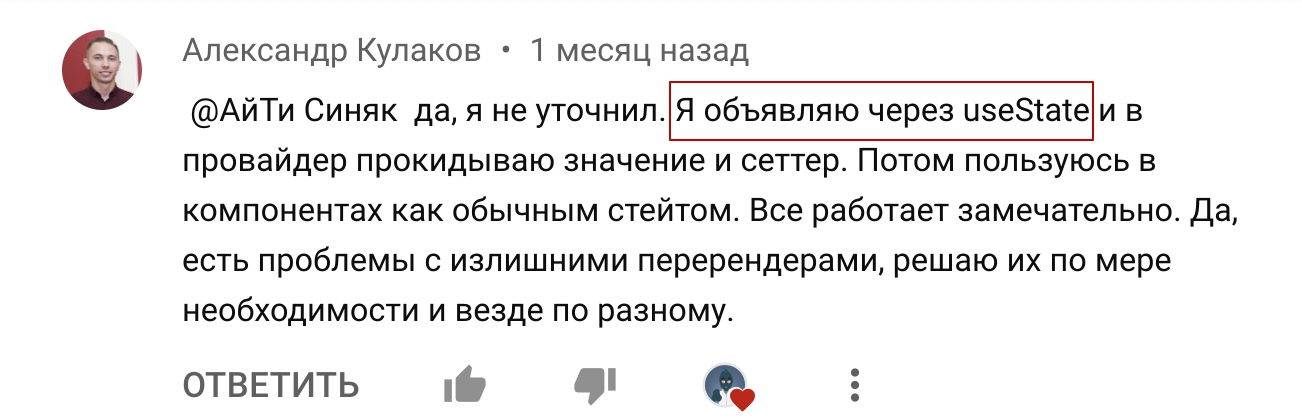 Александр Кулаков • 1 месяц назад
@АйТи Синяк да, я не уточнил. Я объявляю через useState и в
провайдер прокидываю значение и сеттер. Потом пользуюсь в
компонентах как обычным стейтом. Все работает замечательно. Да,
есть проблемы с излишними перерендерами, решаю их по мере
необходимости и везде по разному.
ОТВЕТИТЬ